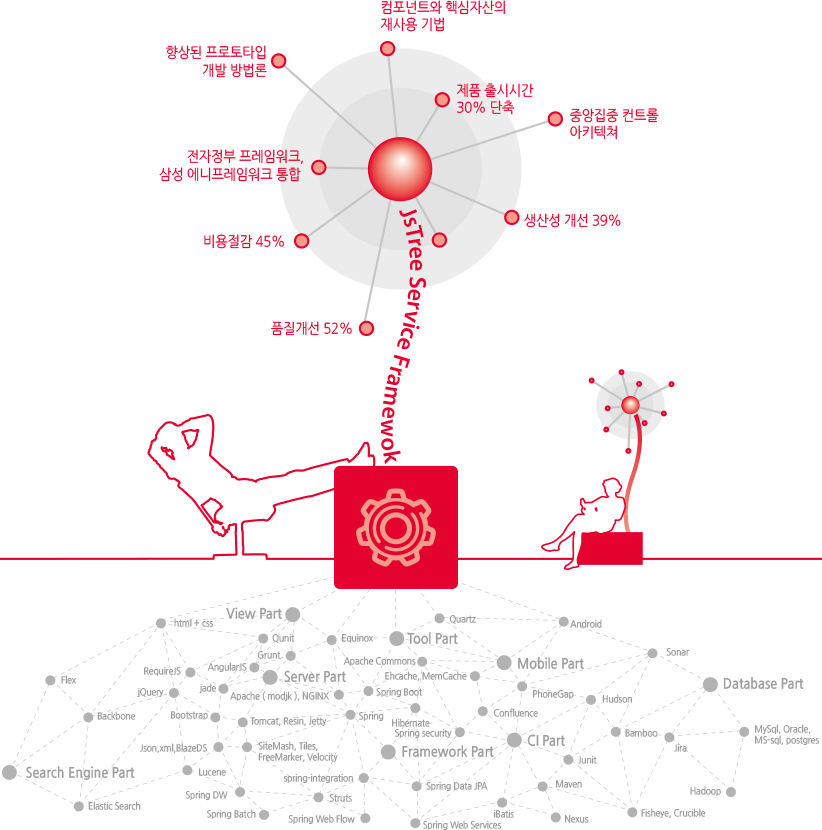 컴포넌트와 핵심자산의
재사용 기법
향상된 프로토타입
개발 방법론
제품 출시시간
30% 단축
중앙집중 컨트롤
아키텍쳐
전자정부 프레임워크,
삼성 애니프레임워크 통합
생산성 개선 39%
비용절감 45%
품질개선 52%
JsTree Service Framewok
View Part
html + css
Quartz
Android
Qunit
Equinox
Tool Part
Grunt
Apache Commons
Mobile Part
Sonar
Flex
RequireJS
AngularJS
Server Part
Ehcache, MemCache
Database Part
jQuery
jade
Apache ( modjk ), NGINX
Spring Boot
PhoneGap
Hudson
Backbone
Bootstrap
Tomcat, Resin, Jetty
Spring
Hibernate
Spring security
Confluence
Bamboo
MySql, Oracle,
MS-sql, postgres
Json,xml,BlazeDS
SiteMash, Tiles,
FreeMarker, Velocity
Framework Part
CI Part
Jira
Search Engine Part
Lucene
spring-integration
Junit
Elastic Search
Spring DW
Struts
Spring Data JPA
Maven
Hadoop
Spring Batch
Spring Web Flow
Spring Web Services
iBatis
Nexus
Fisheye, Crucible